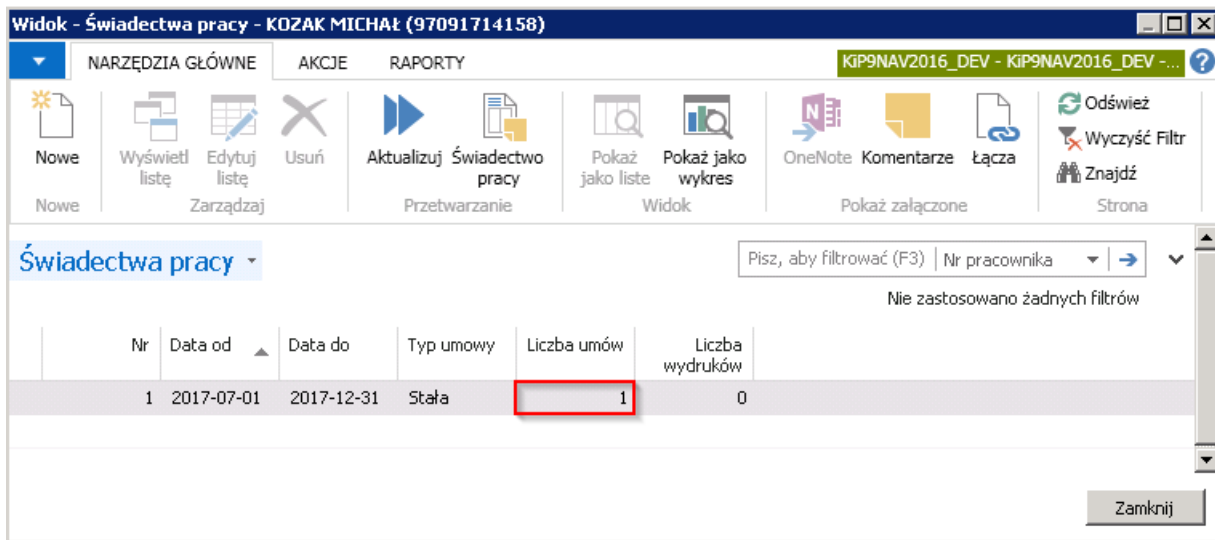 Widok - Świadectwa pracy - KOZAK MICHAŁ (97091714158)
NARZĘDZIA GŁÓWNE AKCJE RAPORTY KiP9NAV2016_DEV - KiP9NAV2016_DEV -...
Nowe Wyświetl listę Edytuj listę Usuń Aktualizuj Świadectwo pracy Pokaż jako liste Pokaż jako wykres OneNote Komentarze Łącza Odśwież
Wyczyść Filtr
Znajdź
Nowe Zarządzaj Przetwarzanie Widok Pokaż załączone Strona
Świadectwa pracy Pisz, aby filtrować (F3) Nr pracownika
Nie zastosowano żadnych filtrów
Nr Data od Data do Typ umowy Liczba umów Liczba wydruków
1 2017-07-01 2017-12-31 Stała 1 0
Zamknij